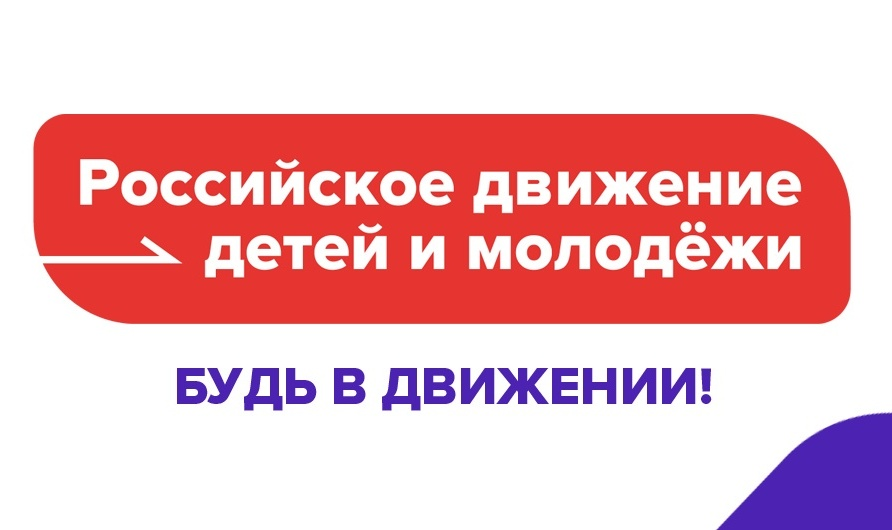 Российское движение
детей и молодёжи
БУДЬ В ДВИЖЕНИИ!